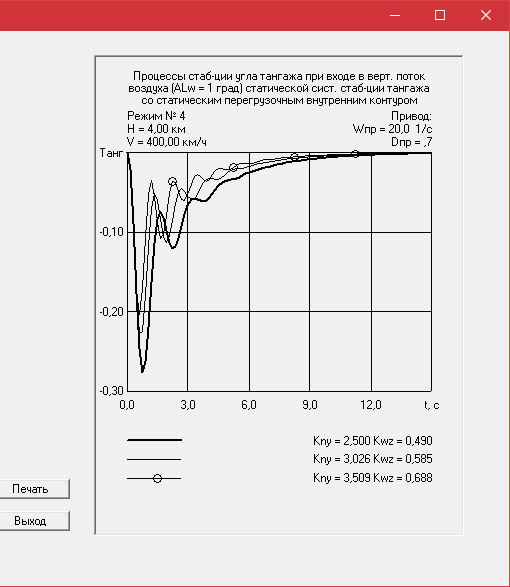 Процессы стаб-ции угла тангажа при входе в верт. поток
воздуха (ALw = 1 град) статической сист. стаб-ции тангажа
со статическим перегрузочным внутренним контуром
Режим № 4 Привод:
H = 4,00 км Wпр = 20,0 1/с
V = 400,00 км/ч Dпр = ,7
Танг
-0,10
-0,20
-0,30
0,0 3,0 6,0 9,0 12,0 t, с
Kny = 2,500 Kwz = 0,490
Kny = 3,026 Kwz = 0,585
Kny = 3,509 Kwz = 0,688
Печать
Выход